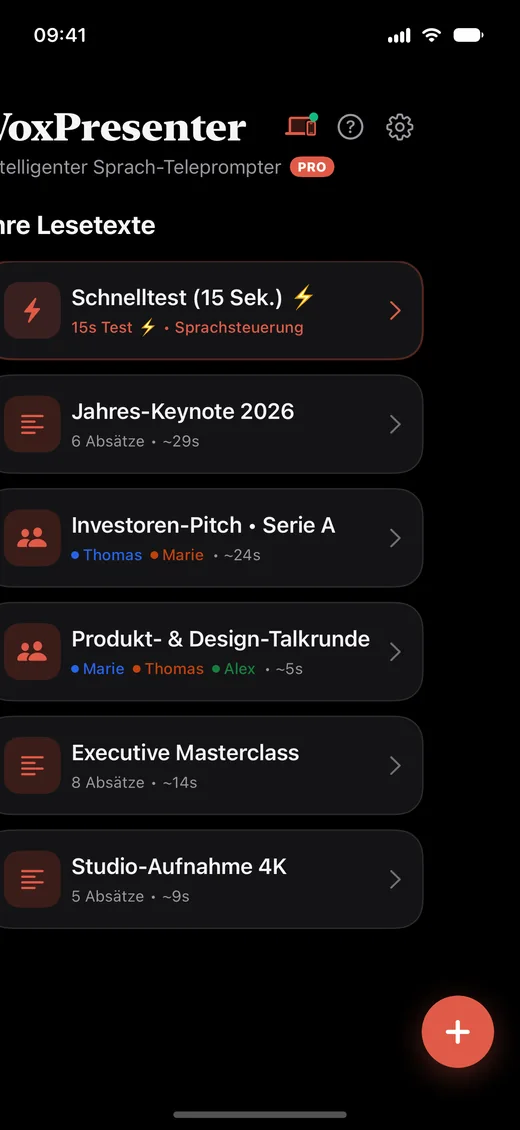 09:41
VoxPresenter
telligenter Sprach-Teleprompter PRO
hre Lesetexte
Schnelltest (15 Sek.) ⚡
15s Test ⚡ • Sprachsteuerung
Jahres-Keynote 2026
6 Absätze • ~29s
Investoren-Pitch • Serie A
Thomas Marie • ~24s
Produkt- & Design-Talkrunde
Marie Thomas Alex • ~5s
Executive Masterclass
8 Absätze • ~14s
Studio-Aufnahme 4K
5 Absätze • ~9s